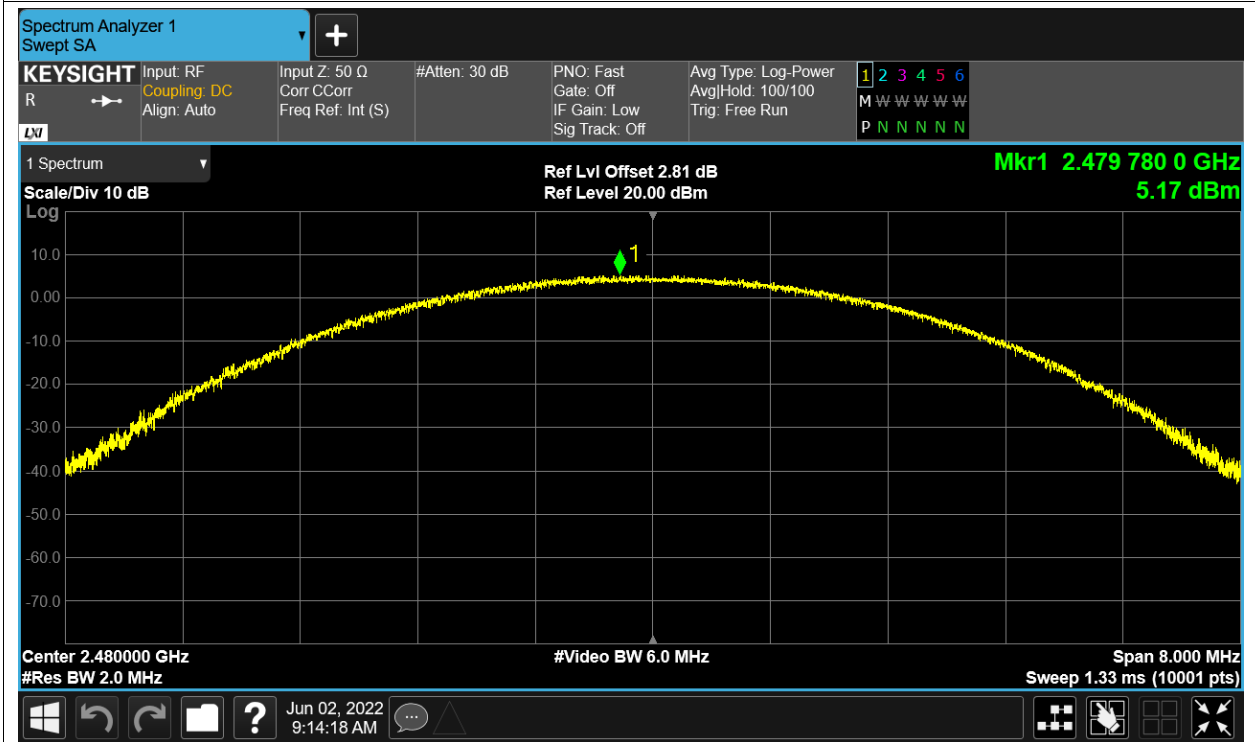 Spectrum Analyzer 1
Swept SA
+
KEYSIGHT Input: RF Input Z: 50 Ω #Atten: 30 dB PNO: Fast Avg Type: Log-Power 1 2 3 4 5 6
R Coupling: DC Corr CCorr Gate: Off Avg|Hold: 100/100 M W W W W W
Align: Auto Freq Ref: Int (S) IF Gain: Low Trig: Free Run
LXI Sig Track: Off P N N N N N
1 Spectrum Ref Lvl Offset 2.81 dB Mkr1 2.479 780 0 GHz
Scale/Div 10 dB Ref Level 20.00 dBm 5.17 dBm
Log
1
10.0
0.00
-10.0
-20.0
-30.0
-40.0
-50.0
-60.0
-70.0
Center 2.480000 GHz #Video BW 6.0 MHz Span 8.000 MHz
#Res BW 2.0 MHz Sweep 1.33 ms (10001 pts)
? Jun 02, 2022
9:14:18 AM